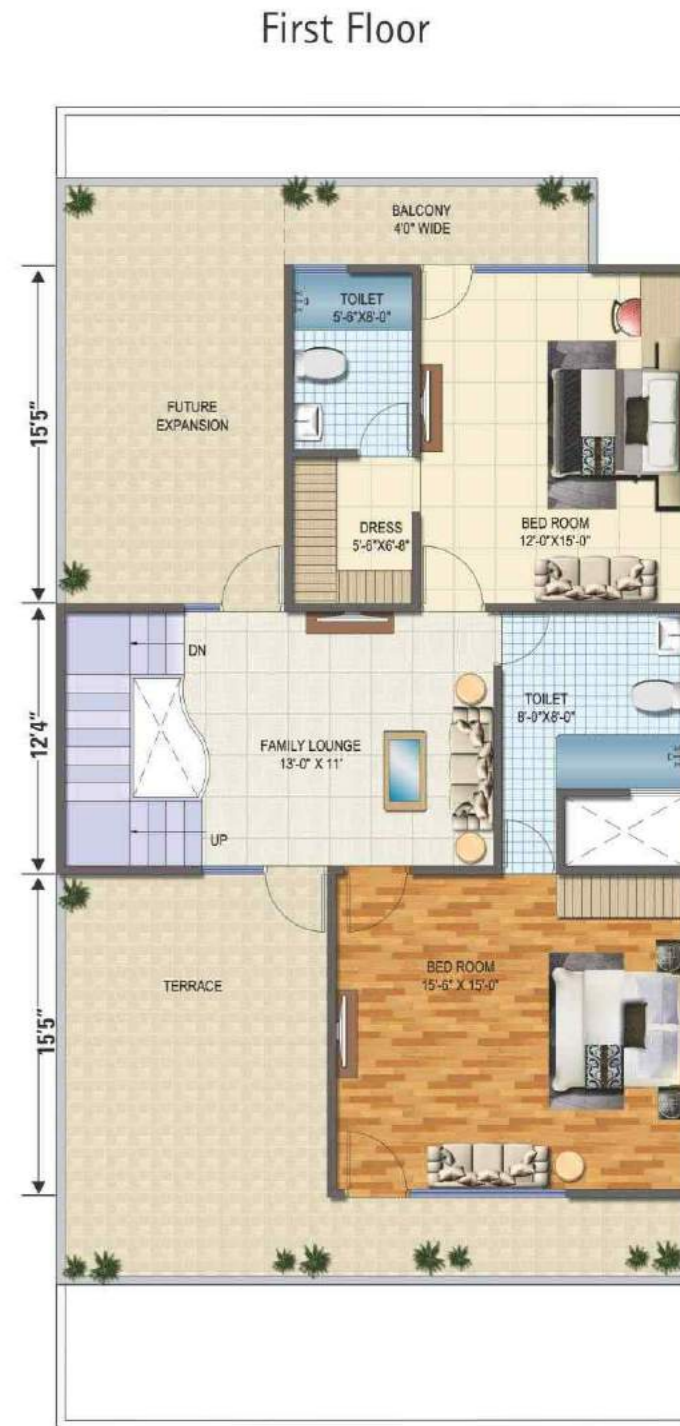 First Floor
BALCONY
4'0" WIDE
TOILET
5'-6"X8'-0"
15'5"
FUTURE
EXPANSION
DRESS
5'-6"X6'-8"
BED ROOM
12'-0"X15'-0"
DN
12'4"
FAMILY LOUNGE
13'-0" X 11'
TOILET
8'-0"X8'-0"
UP
15'5"
TERRACE
BED ROOM
15'-6" X 15'-0"